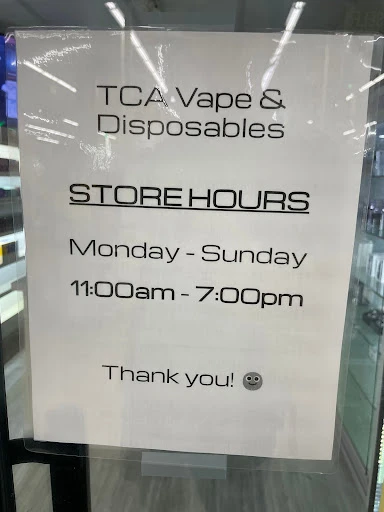 TCA Vape &
Disposables
STORE HOURS
Monday - Sunday
11:00am - 7:00pm
Thank you! 🙂